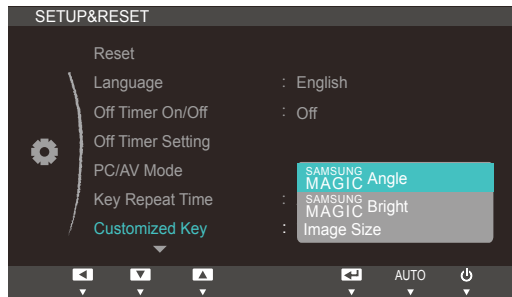 SETUP&RESET
Reset
Language : English
Off Timer On/Off : Off
Off Timer Setting
PC/AV Mode
SAMSUNG MAGIC Angle
Key Repeat Time :
SAMSUNG MAGIC Bright
Customized Key :
Image Size
AUTO